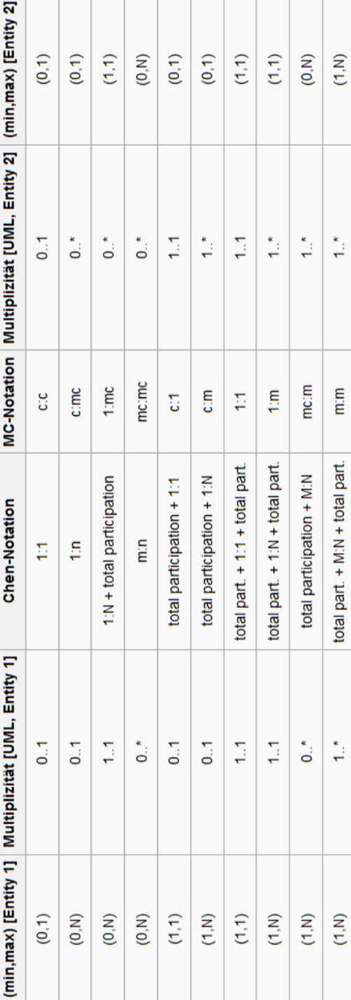 (min,max) [Entity 1] Multiplizität [UML, Entity 1] Chen-Notation MC-Notation Multiplizität [UML, Entity 2] (min,max) [Entity 2]
(0,1) 0..1 1:1 c:c 0..1 (0,1)
(0,N) 0..1 1:n c:mc 0..* (0,1)
(0,N) 1..1 1:N + total participation 1:mc 0..* (1,1)
(0,N) 0..* m:n mc:mc 0..* (0,N)
(1,1) 0..1 total participation + 1:1 c:1 1..1 (0,1)
(1,N) 0..1 total participation + 1:N c:m 1..* (0,1)
(1,1) 1..1 total part. + 1:1 + total part. 1:1 1..1 (1,1)
(1,N) 1..1 total part. + 1:N + total part. 1:m 1..* (1,1)
(1,N) 0..* total participation + M:N mc:m 1..* (0,N)
(1,N) 1..* total part. + M:N + total part. m:m 1..* (1,N)